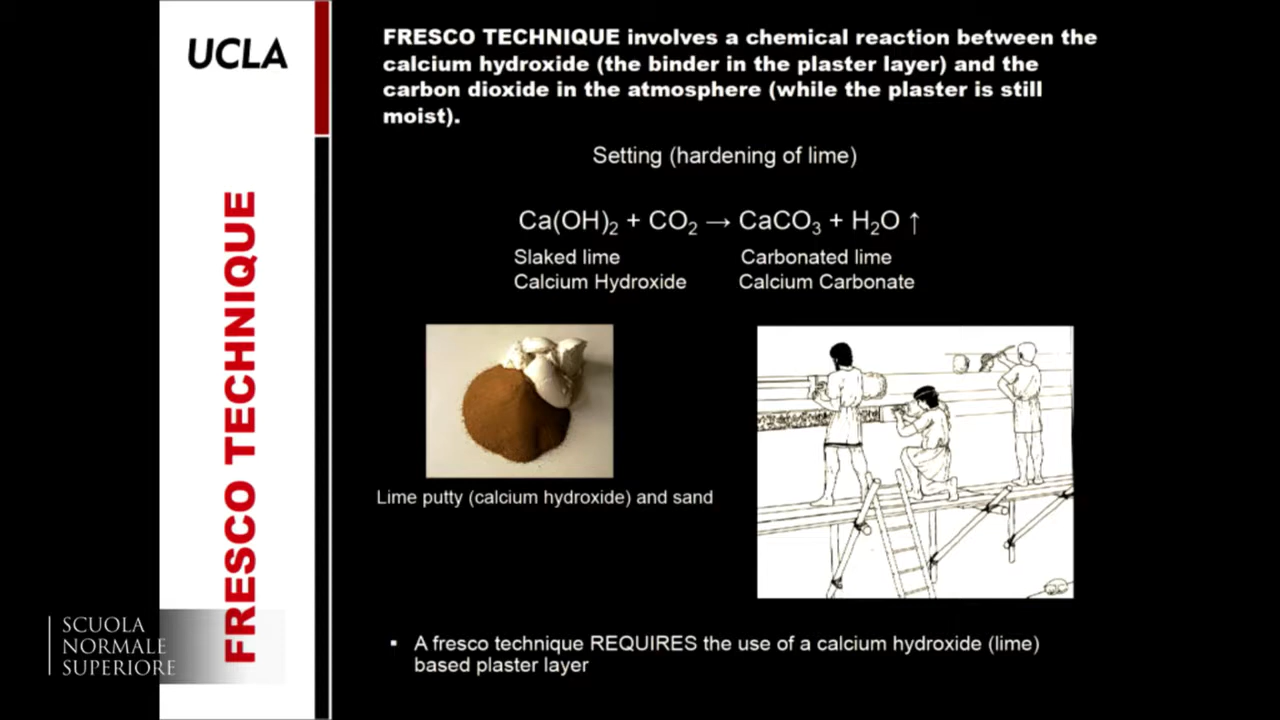 UCLA
FRESCO TECHNIQUE
FRESCO TECHNIQUE involves a chemical reaction between the
calcium hydroxide (the binder in the plaster layer) and the
carbon dioxide in the atmosphere (while the plaster is still
moist).
Setting (hardening of lime)
Ca(OH)₂ + CO₂ → CaCO₃ + H₂O ↑
Slaked lime Carbonated lime
Calcium Hydroxide Calcium Carbonate
Lime putty (calcium hydroxide) and sand
▪ A fresco technique REQUIRES the use of a calcium hydroxide (lime)
based plaster layer
SCUOLA
NORMALE
SUPERIORE